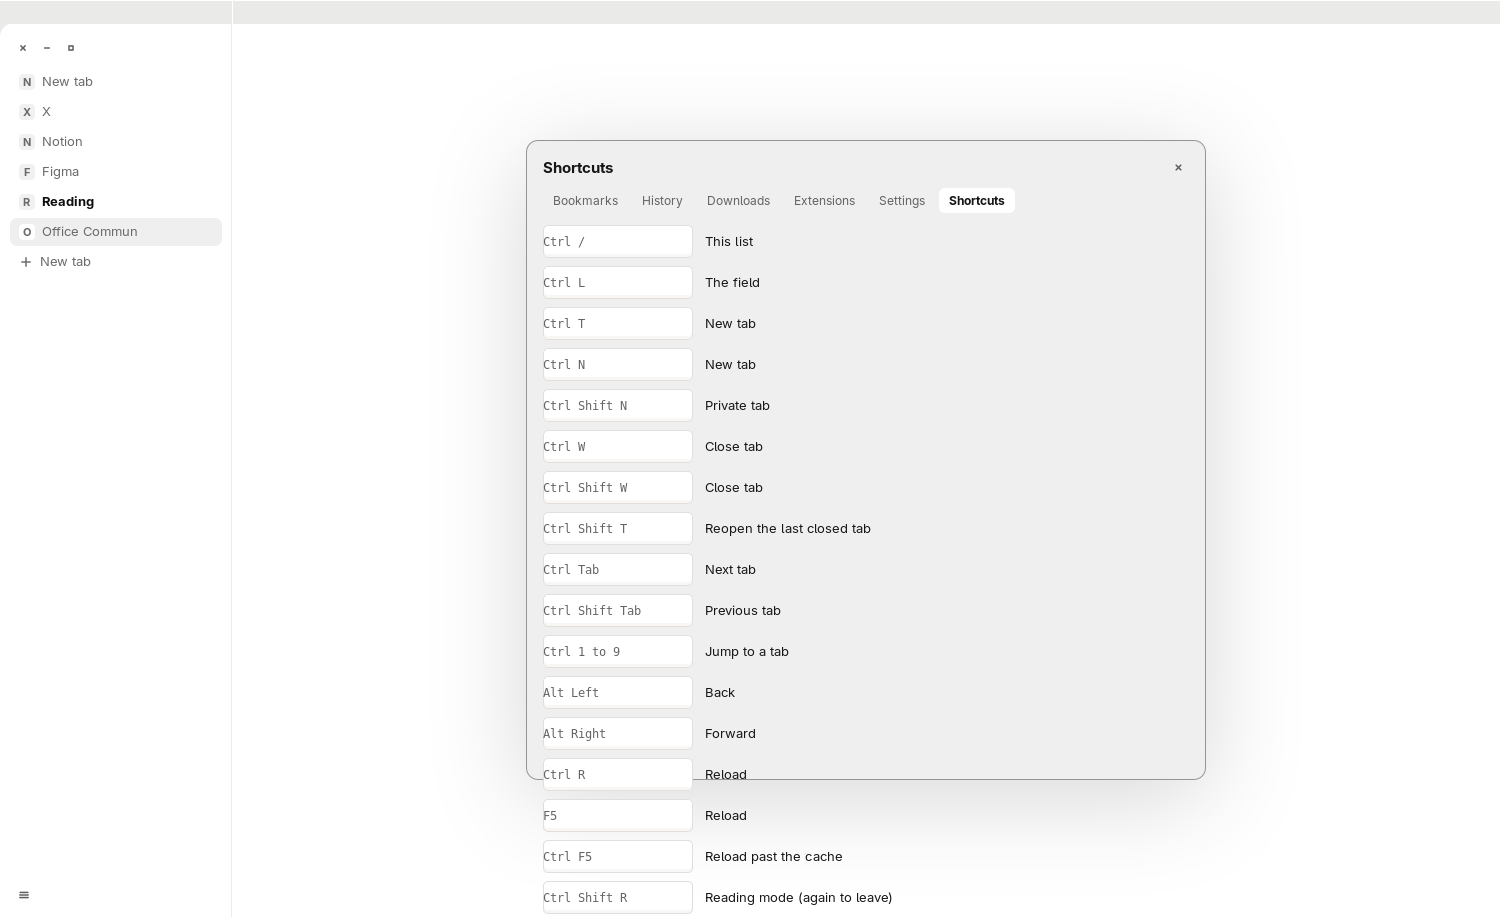 N New tab
X X
N Notion
F Figma
R Reading
O Office Commun
+ New tab
Shortcuts
Bookmarks History Downloads Extensions Settings Shortcuts
Ctrl / This list
Ctrl L The field
Ctrl T New tab
Ctrl N New tab
Ctrl Shift N Private tab
Ctrl W Close tab
Ctrl Shift W Close tab
Ctrl Shift T Reopen the last closed tab
Ctrl Tab Next tab
Ctrl Shift Tab Previous tab
Ctrl 1 to 9 Jump to a tab
Alt Left Back
Alt Right Forward
Ctrl R Reload
F5 Reload
Ctrl F5 Reload past the cache
Ctrl Shift R Reading mode (again to leave)